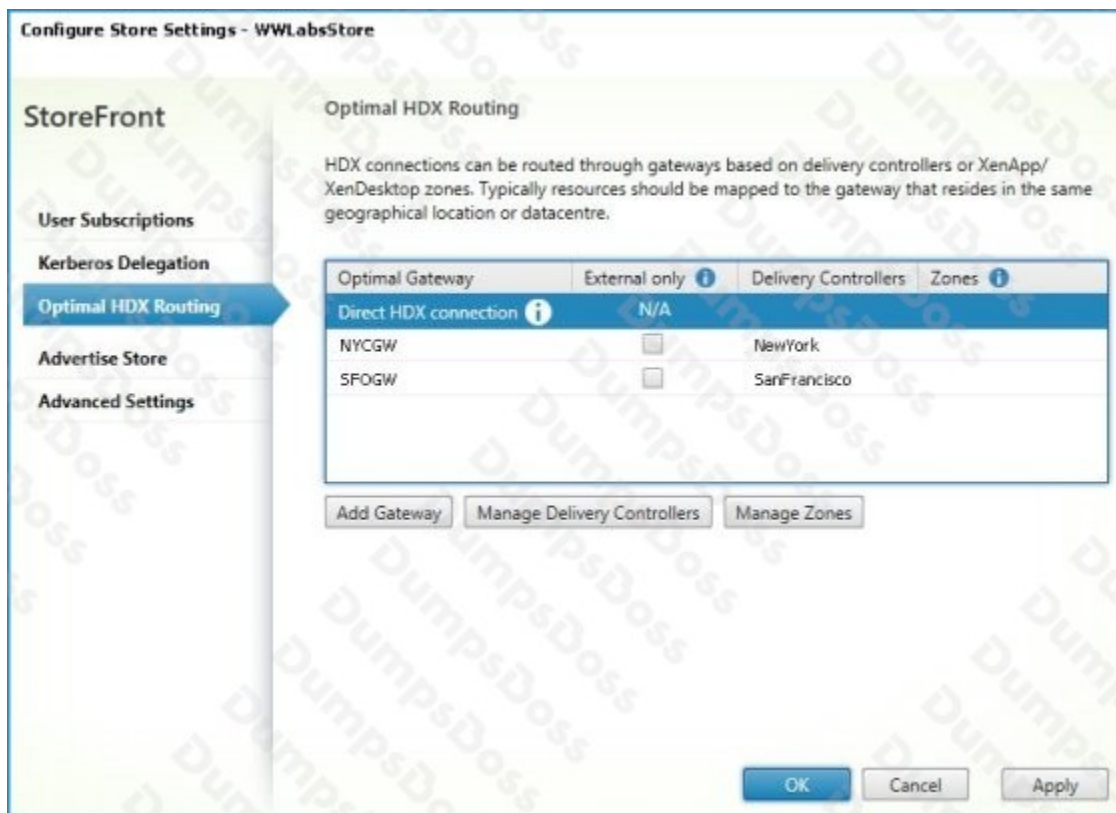 Configure Store Settings - WWLabsStore
StoreFront
User Subscriptions
Kerberos Delegation
Optimal HDX Routing
Advertise Store
Advanced Settings
Optimal HDX Routing
HDX connections can be routed through gateways based on delivery controllers or XenApp/
XenDesktop zones. Typically resources should be mapped to the gateway that resides in the same
geographical location or datacentre.
Optimal Gateway External only Delivery Controllers Zones
Direct HDX connection N/A
NYCGW NewYork
SFOGW SanFrancisco
Add Gateway Manage Delivery Controllers Manage Zones
OK Cancel Apply
DumpsDoss